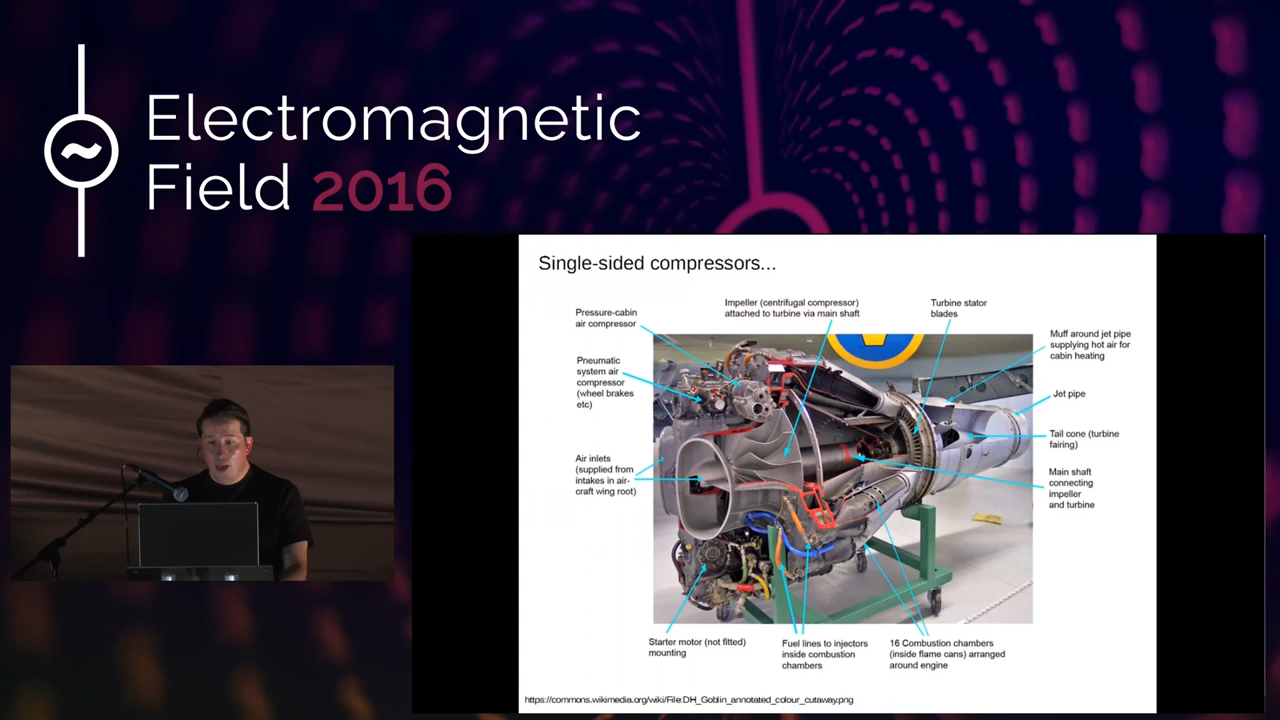 Electromagnetic
Field 2016
Single-sided compressors...
Pressure-cabin
air compressor
Impeller (centrifugal compressor)
attached to turbine via main shaft
Turbine stator
blades
Muff around jet pipe
supplying hot air for
cabin heating
Pneumatic
system air
compressor
(wheel brakes
etc)
Jet pipe
Tail cone (turbine
fairing)
Air inlets
(supplied from
intakes in air-
craft wing root)
Main shaft
connecting
impeller
and turbine
Starter motor (not fitted)
mounting
Fuel lines to injectors
inside combustion
chambers
16 Combustion chambers
(inside flame cans) arranged
around engine
https://commons.wikimedia.org/wiki/File:DH_Goblin_annotated_colour_cutaway.png